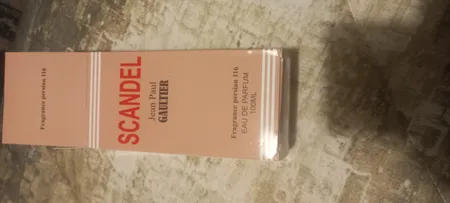 Fragrance persian 116
SCANDEL
Jean Paul
GAULTIER
Fragrance persian 116
EAU DE PARFUM
100ML